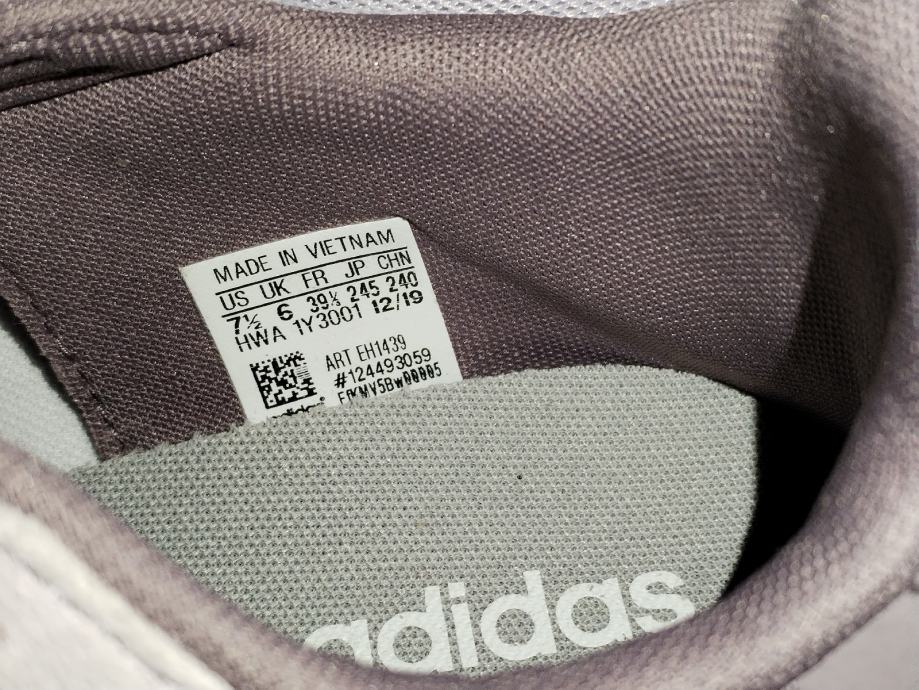 MADE IN VIETNAM
US UK FR JP CHN
7½ 6 39⅓ 245 240
HWA 1Y3001 12/19
ART EH1439
#124493059
adidas
adidas